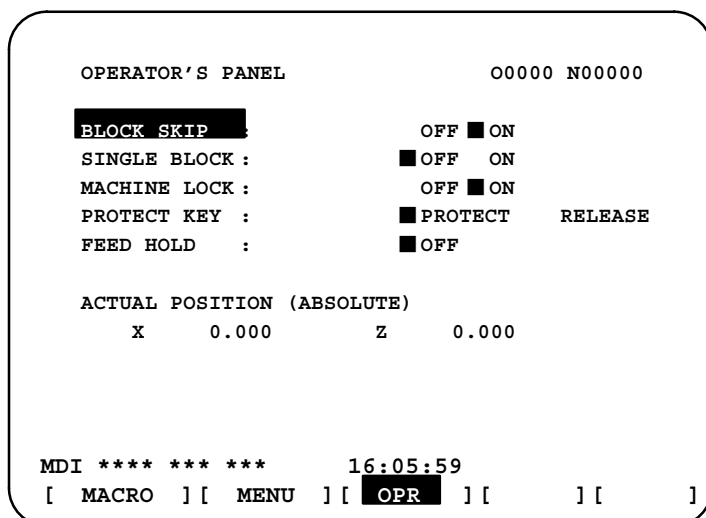 OPERATOR'S PANEL O0000 N00000
BLOCK SKIP : OFF ■ ON
SINGLE BLOCK : ■ OFF ON
MACHINE LOCK : OFF ■ ON
PROTECT KEY : ■ PROTECT RELEASE
FEED HOLD : ■ OFF
ACTUAL POSITION (ABSOLUTE)
X 0.000 Z 0.000
MDI **** *** *** 16:05:59
[ MACRO ] [ MENU ] [ OPR ] [ ] [ ]